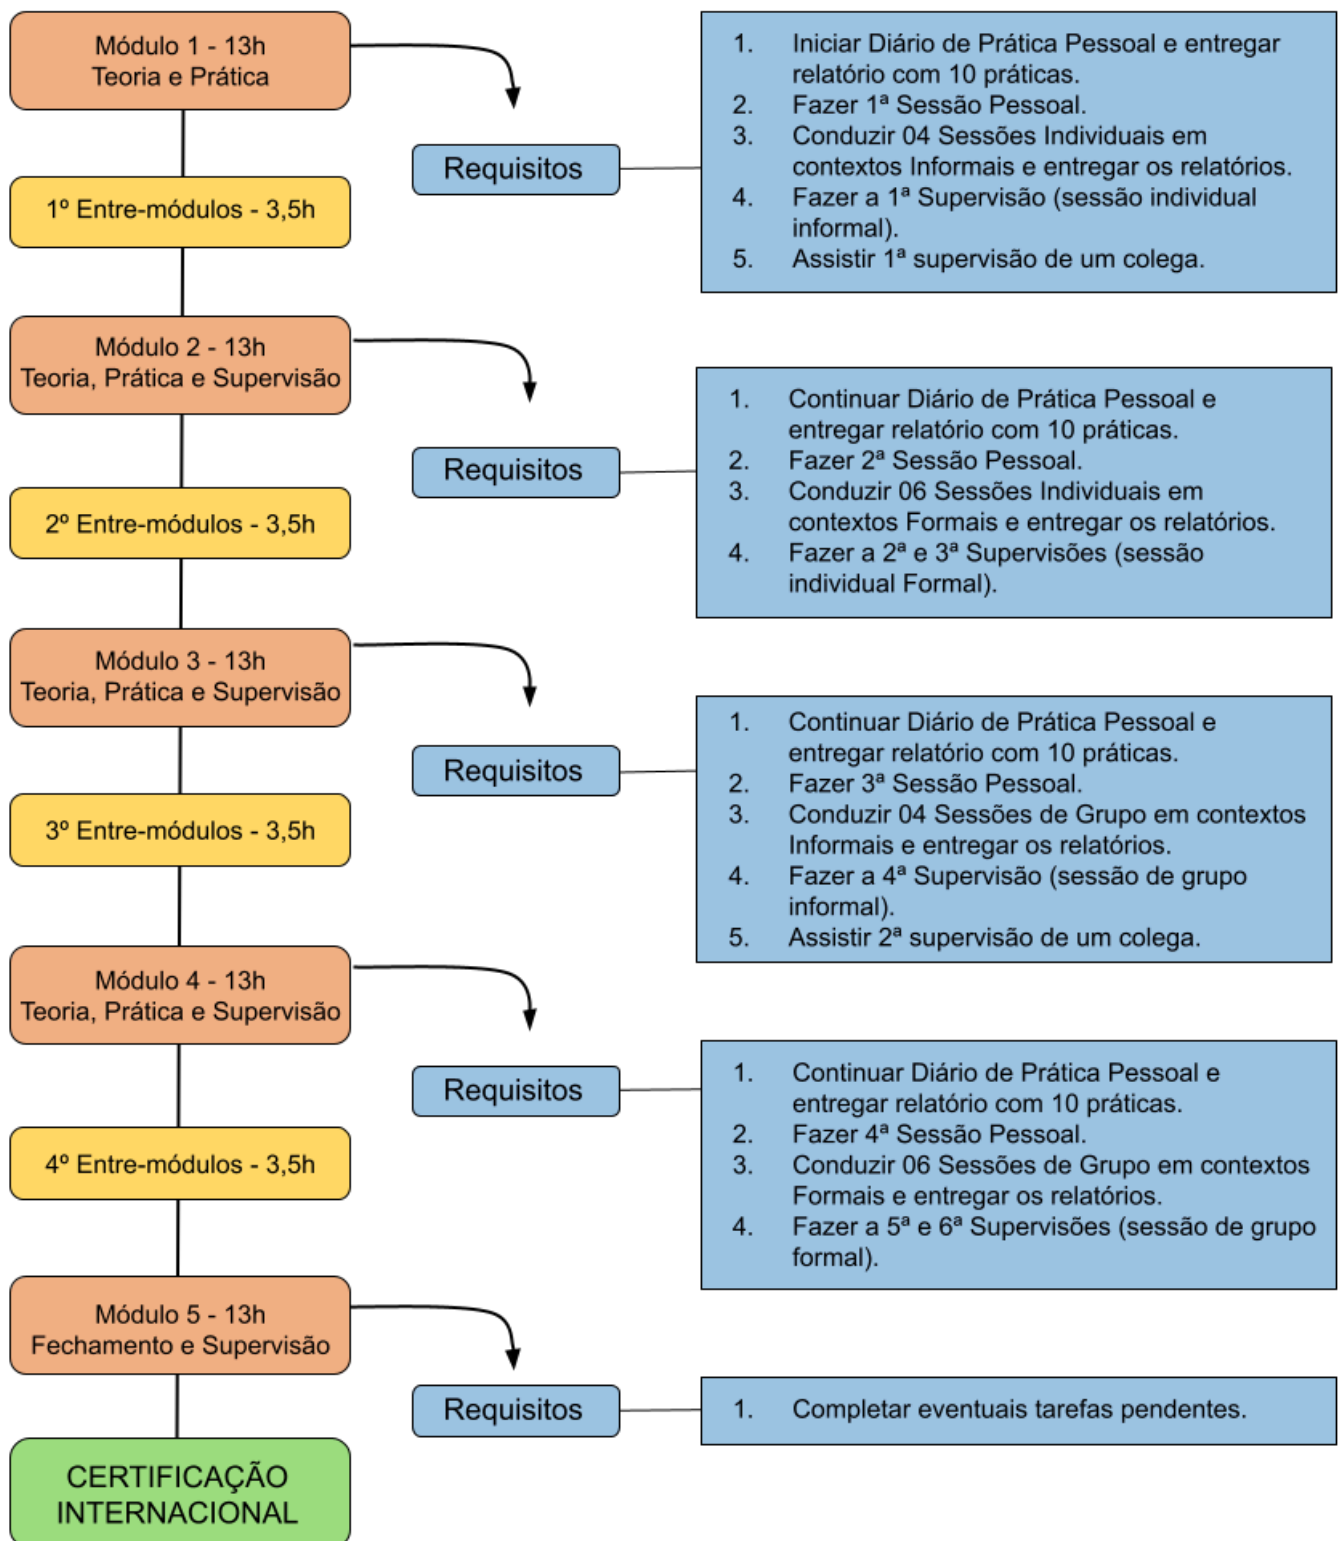 Módulo 1 - 13h
Teoria e Prática
Requisitos
1. Iniciar Diário de Prática Pessoal e entregar
relatório com 10 práticas.
2. Fazer 1ª Sessão Pessoal.
3. Conduzir 04 Sessões Individuais em
contextos Informais e entregar os relatórios.
4. Fazer a 1ª Supervisão (sessão individual
informal).
5. Assistir 1ª supervisão de um colega.
1º Entre-módulos - 3,5h
Módulo 2 - 13h
Teoria, Prática e Supervisão
Requisitos
1. Continuar Diário de Prática Pessoal e
entregar relatório com 10 práticas.
2. Fazer 2ª Sessão Pessoal.
3. Conduzir 06 Sessões Individuais em
contextos Formais e entregar os relatórios.
4. Fazer a 2ª e 3ª Supervisões (sessão
individual Formal).
2º Entre-módulos - 3,5h
Módulo 3 - 13h
Teoria, Prática e Supervisão
Requisitos
1. Continuar Diário de Prática Pessoal e
entregar relatório com 10 práticas.
2. Fazer 3ª Sessão Pessoal.
3. Conduzir 04 Sessões de Grupo em contextos
Informais e entregar os relatórios.
4. Fazer a 4ª Supervisão (sessão de grupo
informal).
5. Assistir 2ª supervisão de um colega.
3º Entre-módulos - 3,5h
Módulo 4 - 13h
Teoria, Prática e Supervisão
Requisitos
1. Continuar Diário de Prática Pessoal e
entregar relatório com 10 práticas.
2. Fazer 4ª Sessão Pessoal.
3. Conduzir 06 Sessões de Grupo em contextos
Formais e entregar os relatórios.
4. Fazer a 5ª e 6ª Supervisões (sessão de grupo
formal).
4º Entre-módulos - 3,5h
Módulo 5 - 13h
Fechamento e Supervisão
Requisitos
1. Completar eventuais tarefas pendentes.
CERTIFICAÇÃO
INTERNACIONAL